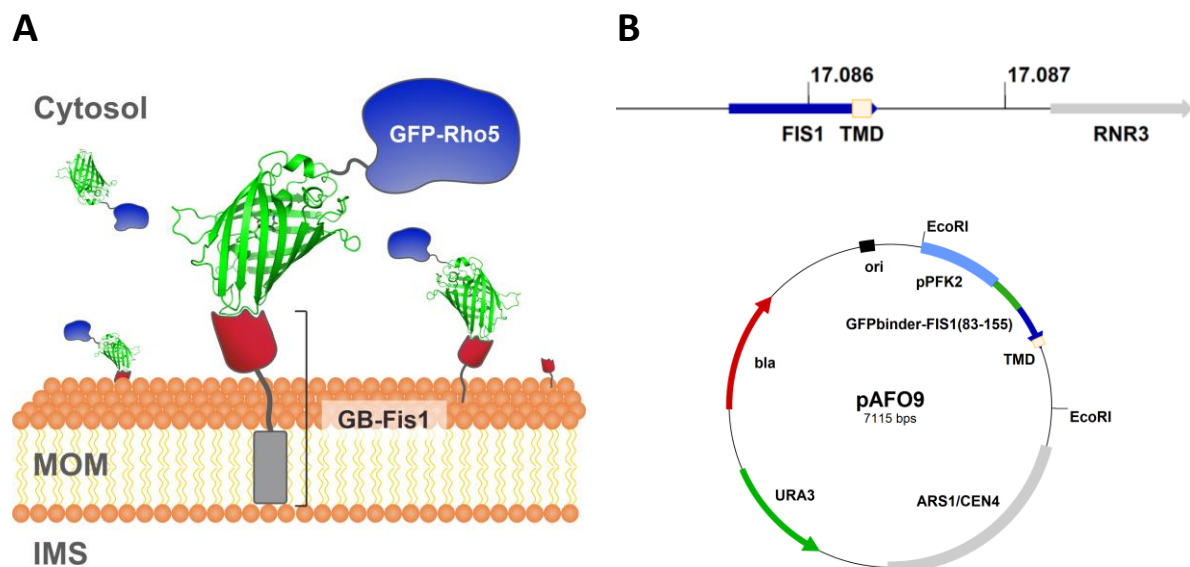 A
Cytosol
GFP-Rho5
GB-Fis1
MOM
IMS
B
17.086
17.087
FIS1
TMD
RNR3
EcoRI
ori
pPFK2
GFPbinder-FIS1(83-155)
TMD
bla
pAFO9
7115 bps
EcoRI
URA3
ARS1/CEN4